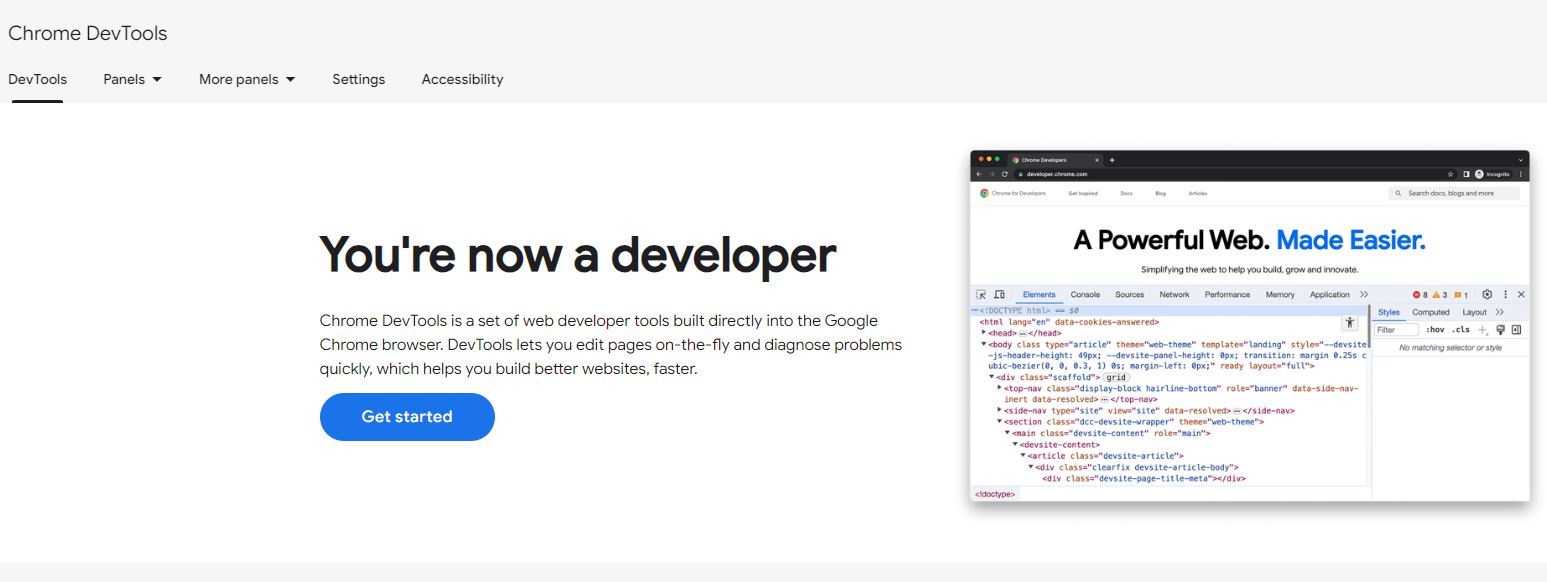 Chrome DevTools
DevTools Panels More panels Settings Accessibility
You're now a developer
Chrome DevTools is a set of web developer tools built directly into the Google
Chrome browser. DevTools lets you edit pages on-the-fly and diagnose problems
quickly, which helps you build better websites, faster.
Get started
Chrome Developers
developer.chrome.com Incognito
Chrome for Developers Get Inspired Docs Blog Articles Search docs, blogs and more
A Powerful Web. Made Easier.
Simplifying the web to help you build, grow and innovate.
Elements Console Sources Network Performance Memory Application 8 3 1
<!DOCTYPE html> == $0
<html lang="en" data-cookies-answered>
<head> </head>
<body class type="article" theme="web-theme" template="landing" style="--devsite
-js-header-height: 49px; --devsite-panel-height: 0px; transition: margin 0.25s c
ubic-bezier(0, 0, 0.3, 1) 0s; margin-left: 0px;" ready layout="full">
<div class="scaffold"> grid
<top-nav class="display-block hairline-bottom" role="banner" data-side-nav-
inert data-resolved> </top-nav>
<side-nav type="site" view="site" data-resolved> </side-nav>
<section class="dcc-devsite-wrapper" theme="web-theme">
<main class="devsite-content" role="main">
<devsite-content>
<article class="devsite-article">
<div class="clearfix devsite-article-body">
<div class="devsite-page-title-meta"></div>
<!doctype>
Styles Computed Layout
Filter :hov .cls
No matching selector or style